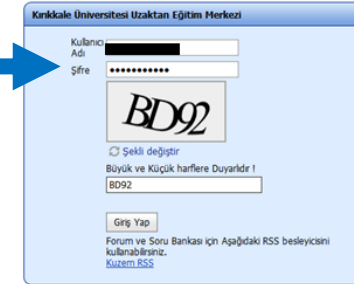 Kırıkkale Üniversitesi Uzaktan Eğitim Merkezi
Kullanıcı
Adı
Şifre
BD92
Şekli değiştir
Büyük ve Küçük harflere Duyarlıdır !
BD92
Giriş Yap
Forum ve Soru Bankası için Aşağıdaki RSS besleyicisini
kullanabilirsiniz.
Kuzem RSS